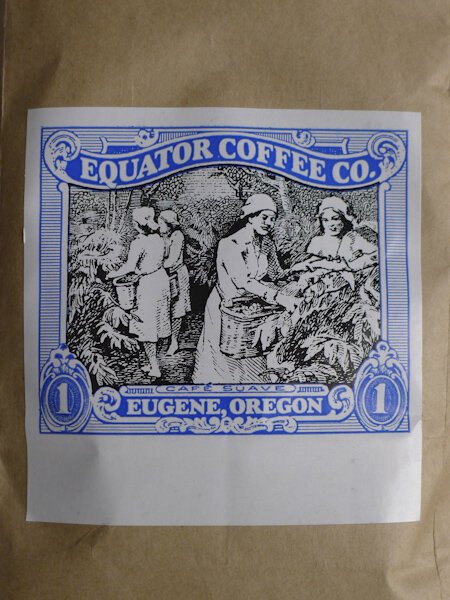 EQUATOR COFFEE CO.
CAFÉ SUAVE
1 EUGENE, OREGON 1